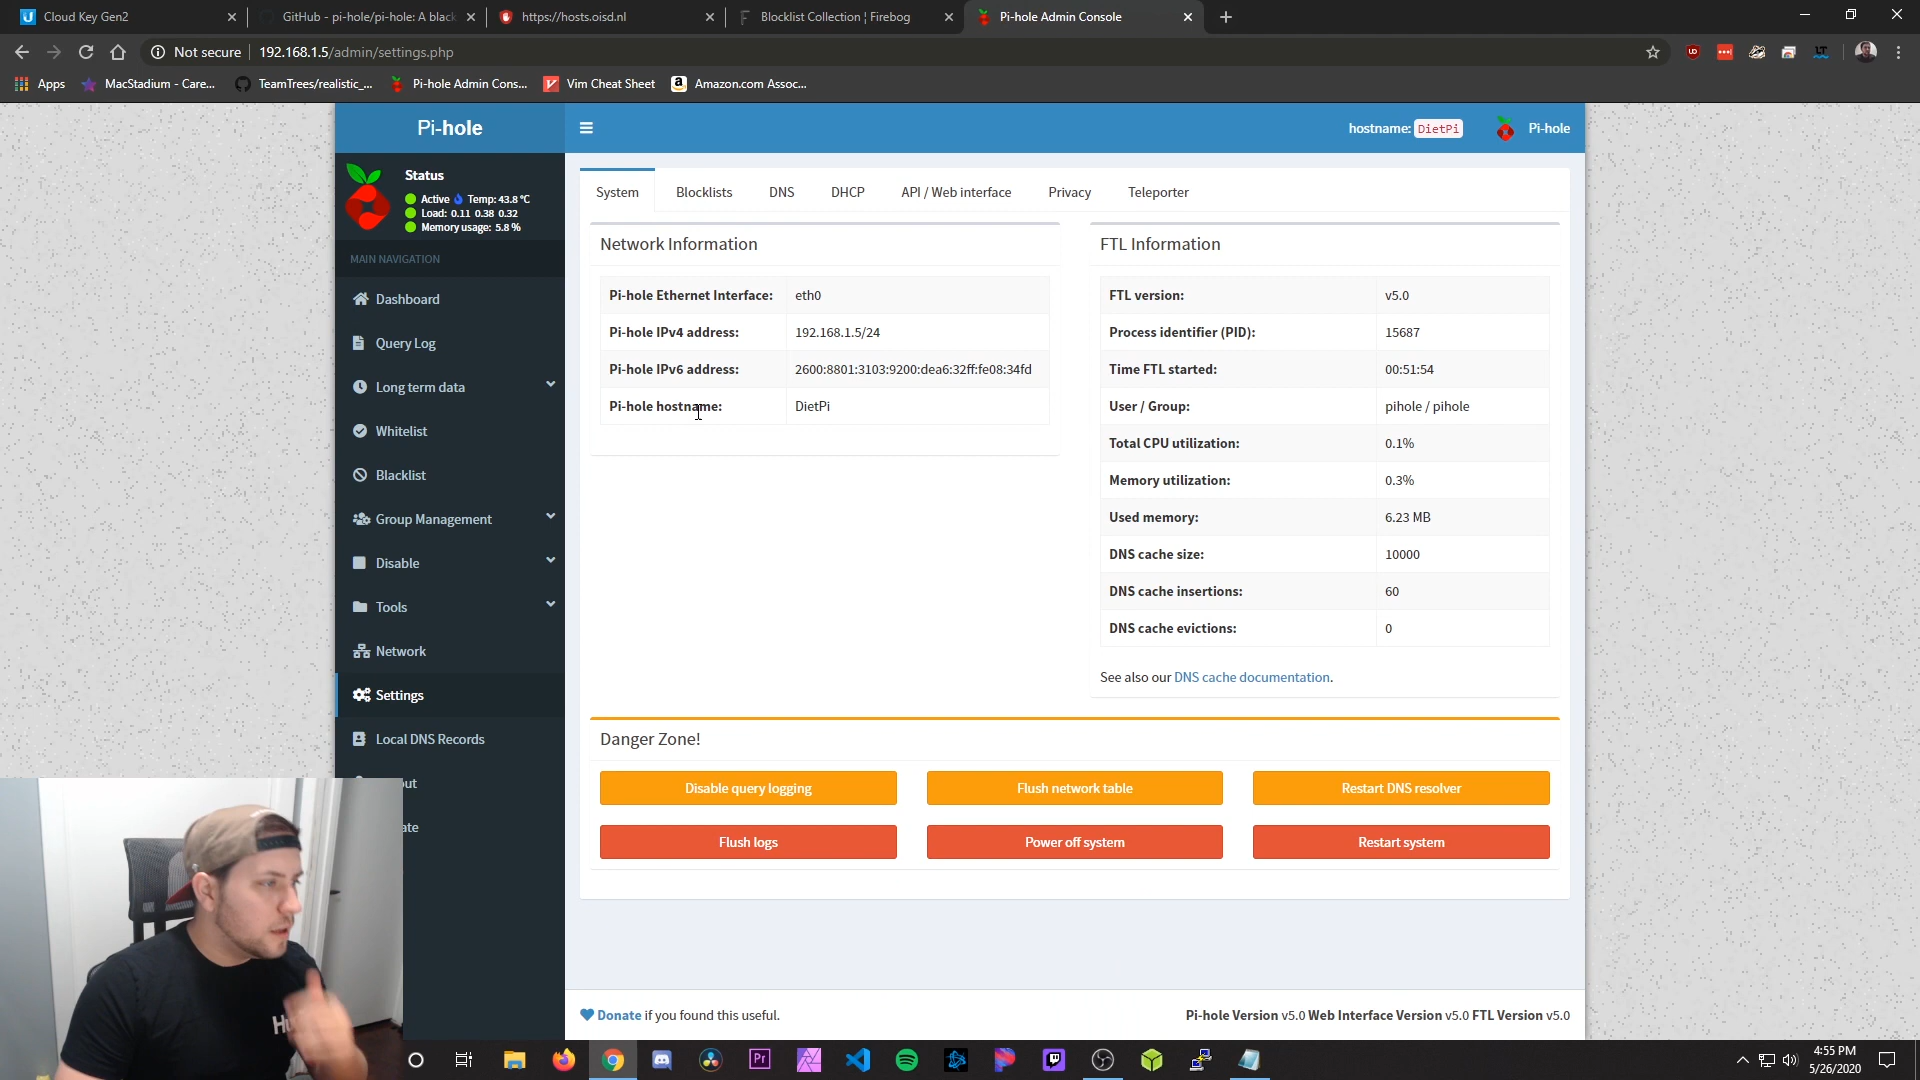 Cloud Key Gen2
GitHub - pi-hole/pi-hole: A black
https://hosts.oisd.nl
Blocklist Collection | Firebog
Pi-hole Admin Console
Not secure
192.168.1.5/admin/settings.php
Apps
MacStadium - Care...
TeamTrees/realistic_...
Pi-hole Admin Cons...
Vim Cheat Sheet
Amazon.com Assoc...
Pi-hole
hostname: DietPi
Pi-hole
Status
Active Temp: 43.8 °C
Load: 0.11 0.38 0.32
Memory usage: 5.8 %
MAIN NAVIGATION
Dashboard
Query Log
Long term data
Whitelist
Blacklist
Group Management
Disable
Tools
Network
Settings
Local DNS Records
out
ate
System
Blocklists
DNS
DHCP
API / Web interface
Privacy
Teleporter
Network Information
Pi-hole Ethernet Interface: eth0
Pi-hole IPv4 address: 192.168.1.5/24
Pi-hole IPv6 address: 2600:8801:3103:9200:dea6:32ff:fe08:34fd
Pi-hole hostname: DietPi
FTL Information
FTL version: v5.0
Process identifier (PID): 15687
Time FTL started: 00:51:54
User / Group: pihole / pihole
Total CPU utilization: 0.1%
Memory utilization: 0.3%
Used memory: 6.23 MB
DNS cache size: 10000
DNS cache insertions: 60
DNS cache evictions: 0
See also our DNS cache documentation.
Danger Zone!
Disable query logging
Flush network table
Restart DNS resolver
Flush logs
Power off system
Restart system
Donate if you found this useful.
Pi-hole Version v5.0 Web Interface Version v5.0 FTL Version v5.0
Pr
4:55 PM
5/26/2020